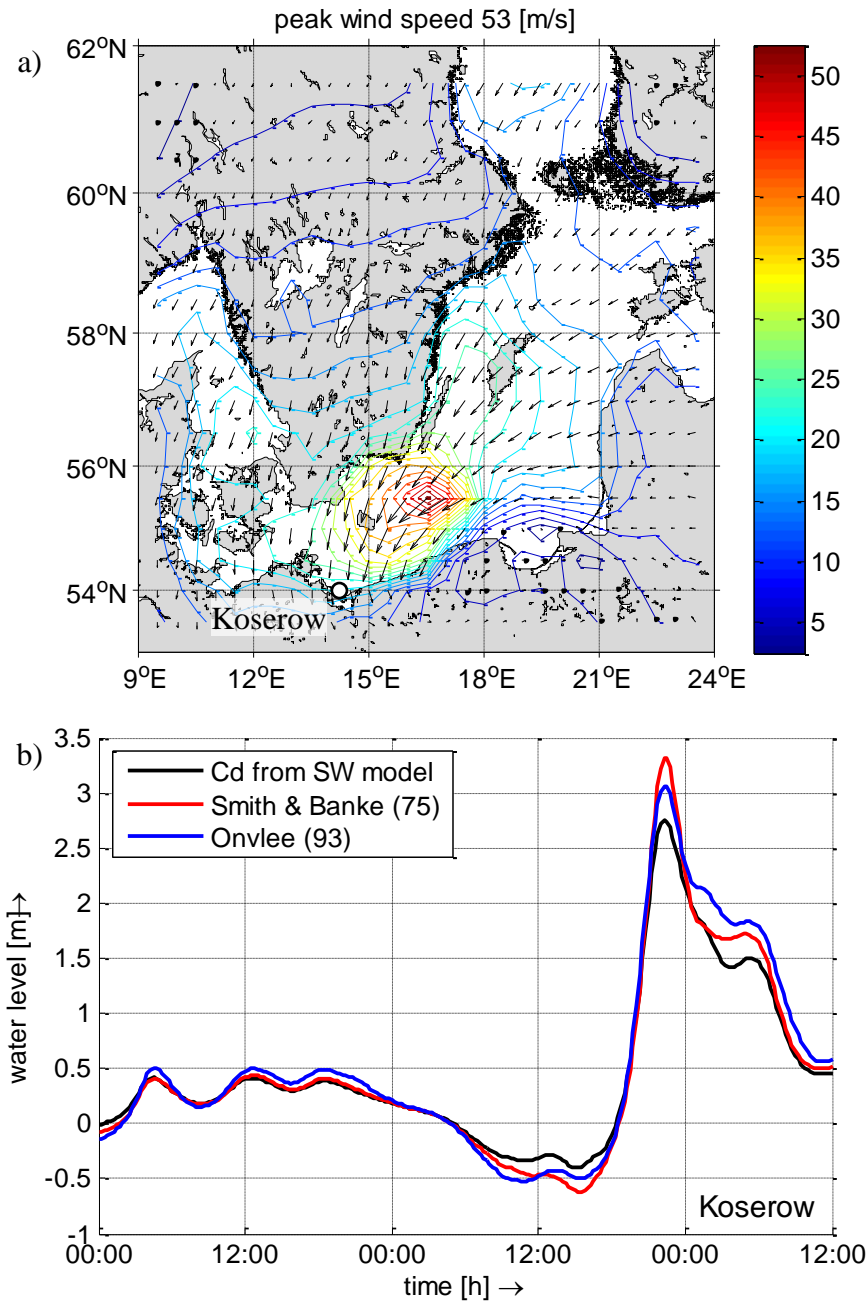 peak wind speed 53 [m/s]
a)
62°N
60°N
58°N
56°N
54°N
Koserow
9°E 12°E 15°E 18°E 21°E 24°E
50
45
40
35
30
25
20
15
10
5
b)
3.5
3
2.5
2
1.5
1
0.5
0
-0.5
-1
water level [m]→
Cd from SW model
Smith & Banke (75)
Onvlee (93)
Koserow
00:00 12:00 00:00 12:00 00:00 12:00
time [h] →